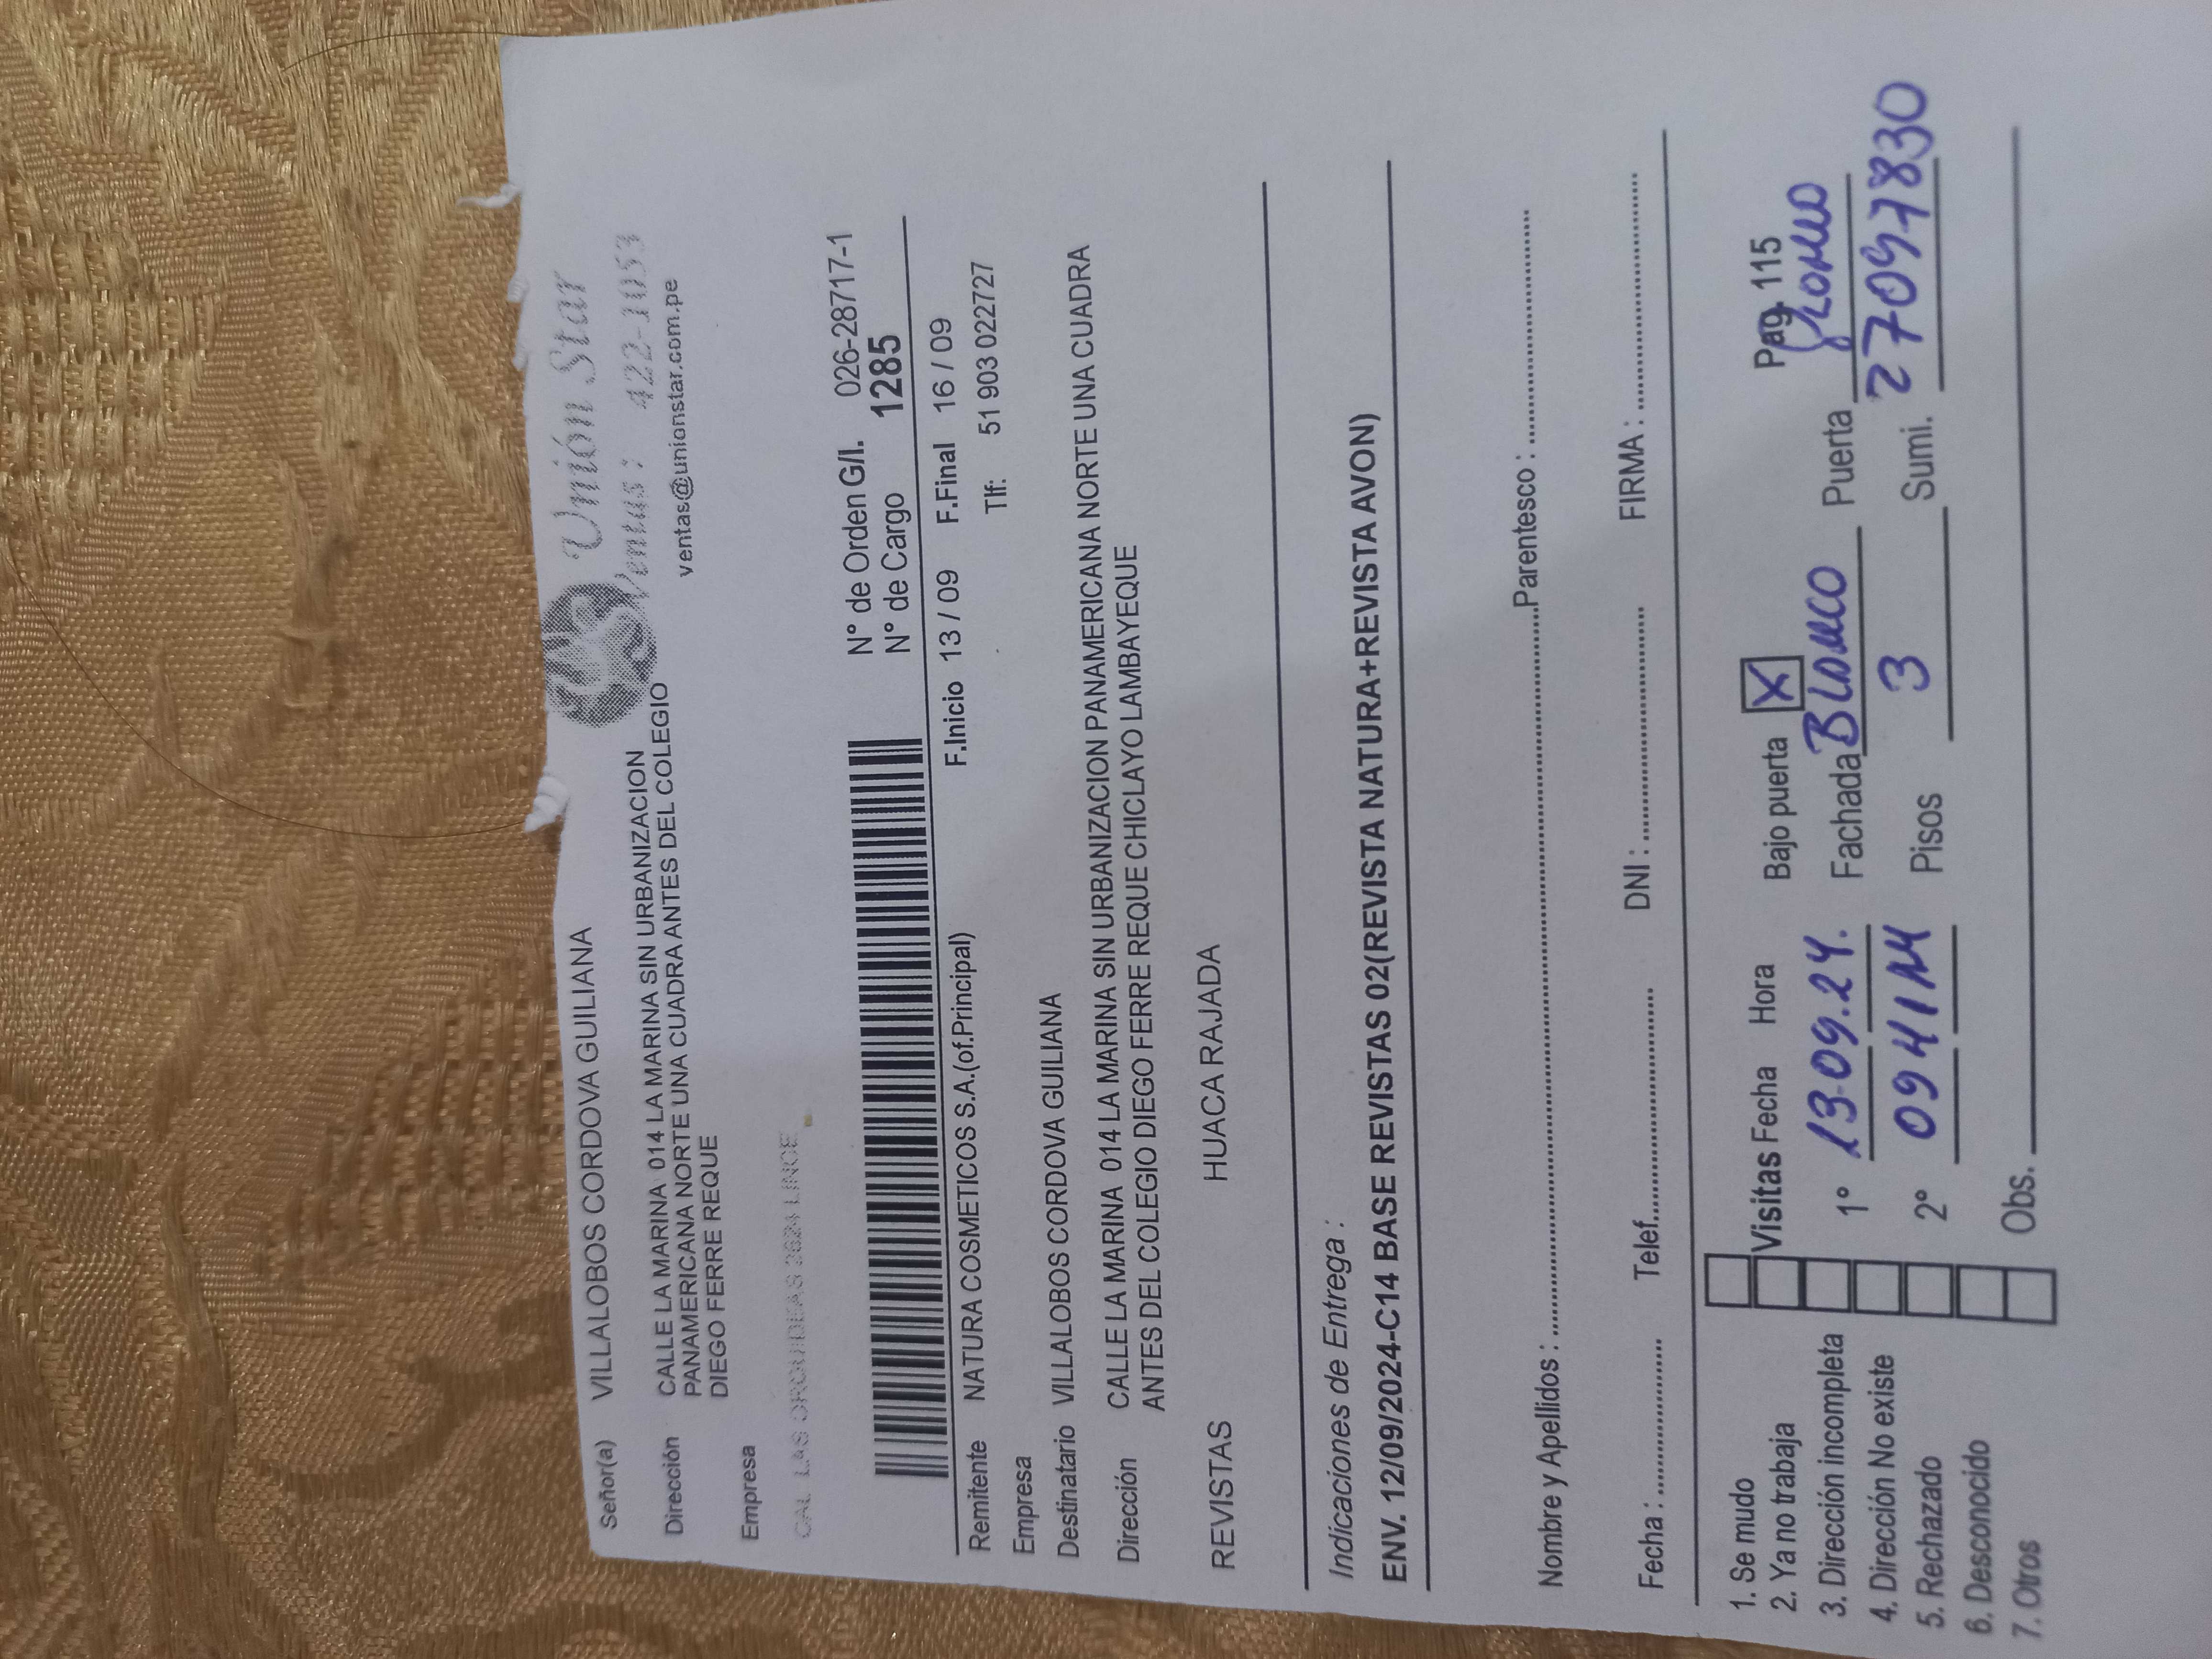 Unión Star
Ventas : 422-1053
ventas@unionstar.com.pe
Señor(a) VILLALOBOS CORDOVA GUILIANA
Dirección CALLE LA MARINA 014 LA MARINA SIN URBANIZACION
PANAMERICANA NORTE UNA CUADRA ANTES DEL COLEGIO
DIEGO FERRE REQUE
Empresa
CAL LAS ORQUIDEAS 2624 LINCE
N° de Orden G/I. 026-28717-1
N° de Cargo 1285
F.Inicio 13 / 09 F.Final 16 / 09
Remitente NATURA COSMETICOS S.A.(of.Principal) Tlf: 51 903 022727
Empresa
Destinatario VILLALOBOS CORDOVA GUILIANA
Dirección CALLE LA MARINA 014 LA MARINA SIN URBANIZACION PANAMERICANA NORTE UNA CUADRA
ANTES DEL COLEGIO DIEGO FERRE REQUE CHICLAYO LAMBAYEQUE
REVISTAS HUACA RAJADA
Indicaciones de Entrega :
ENV. 12/09/2024-C14 BASE REVISTAS 02(REVISTA NATURA+REVISTA AVON)
Nombre y Apellidos : Parentesco :
Fecha : Telef. DNI : FIRMA :
1. Se mudo Visitas Fecha Hora Bajo puerta X Pag. 115
2. Ya no trabaja
3. Dirección incompleta 1° 13.09.24. Fachada Blanco Puerta
4. Dirección No existe
5. Rechazado 2° Pisos 3 Sumi. 27097830
6. Desconocido
7. Otros Obs.